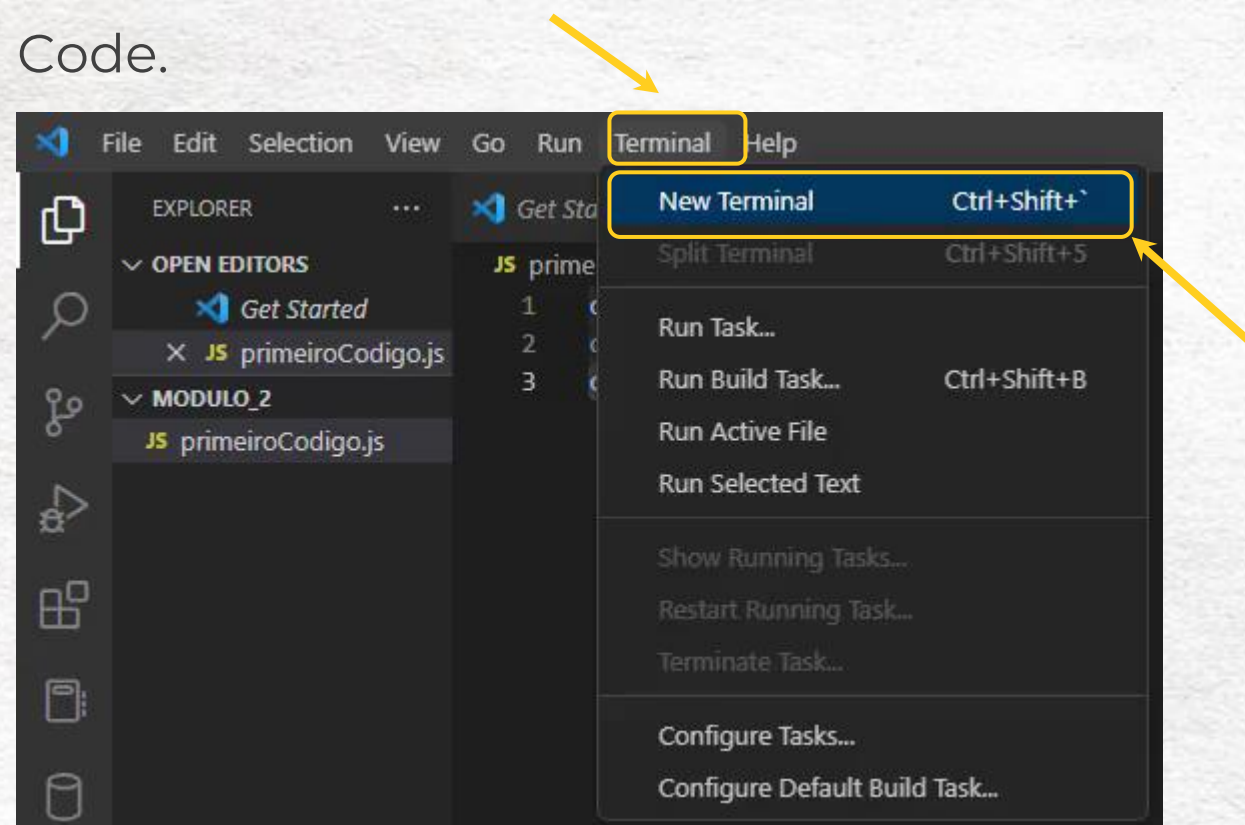 Code.
File Edit Selection View Go Run Terminal Help
EXPLORER ...
OPEN EDITORS
Get Started
JS primeiroCodigo.js
MODULO_2
JS primeiroCodigo.js
Get
JS
1
2
3
New Terminal Ctrl+Shift+`
Split Terminal Ctrl+Shift+5
Run Task...
Run Build Task... Ctrl+Shift+B
Run Active File
Run Selected Text
Show Running Tasks...
Restart Running Task...
Terminate Task...
Configure Tasks...
Configure Default Build Task...